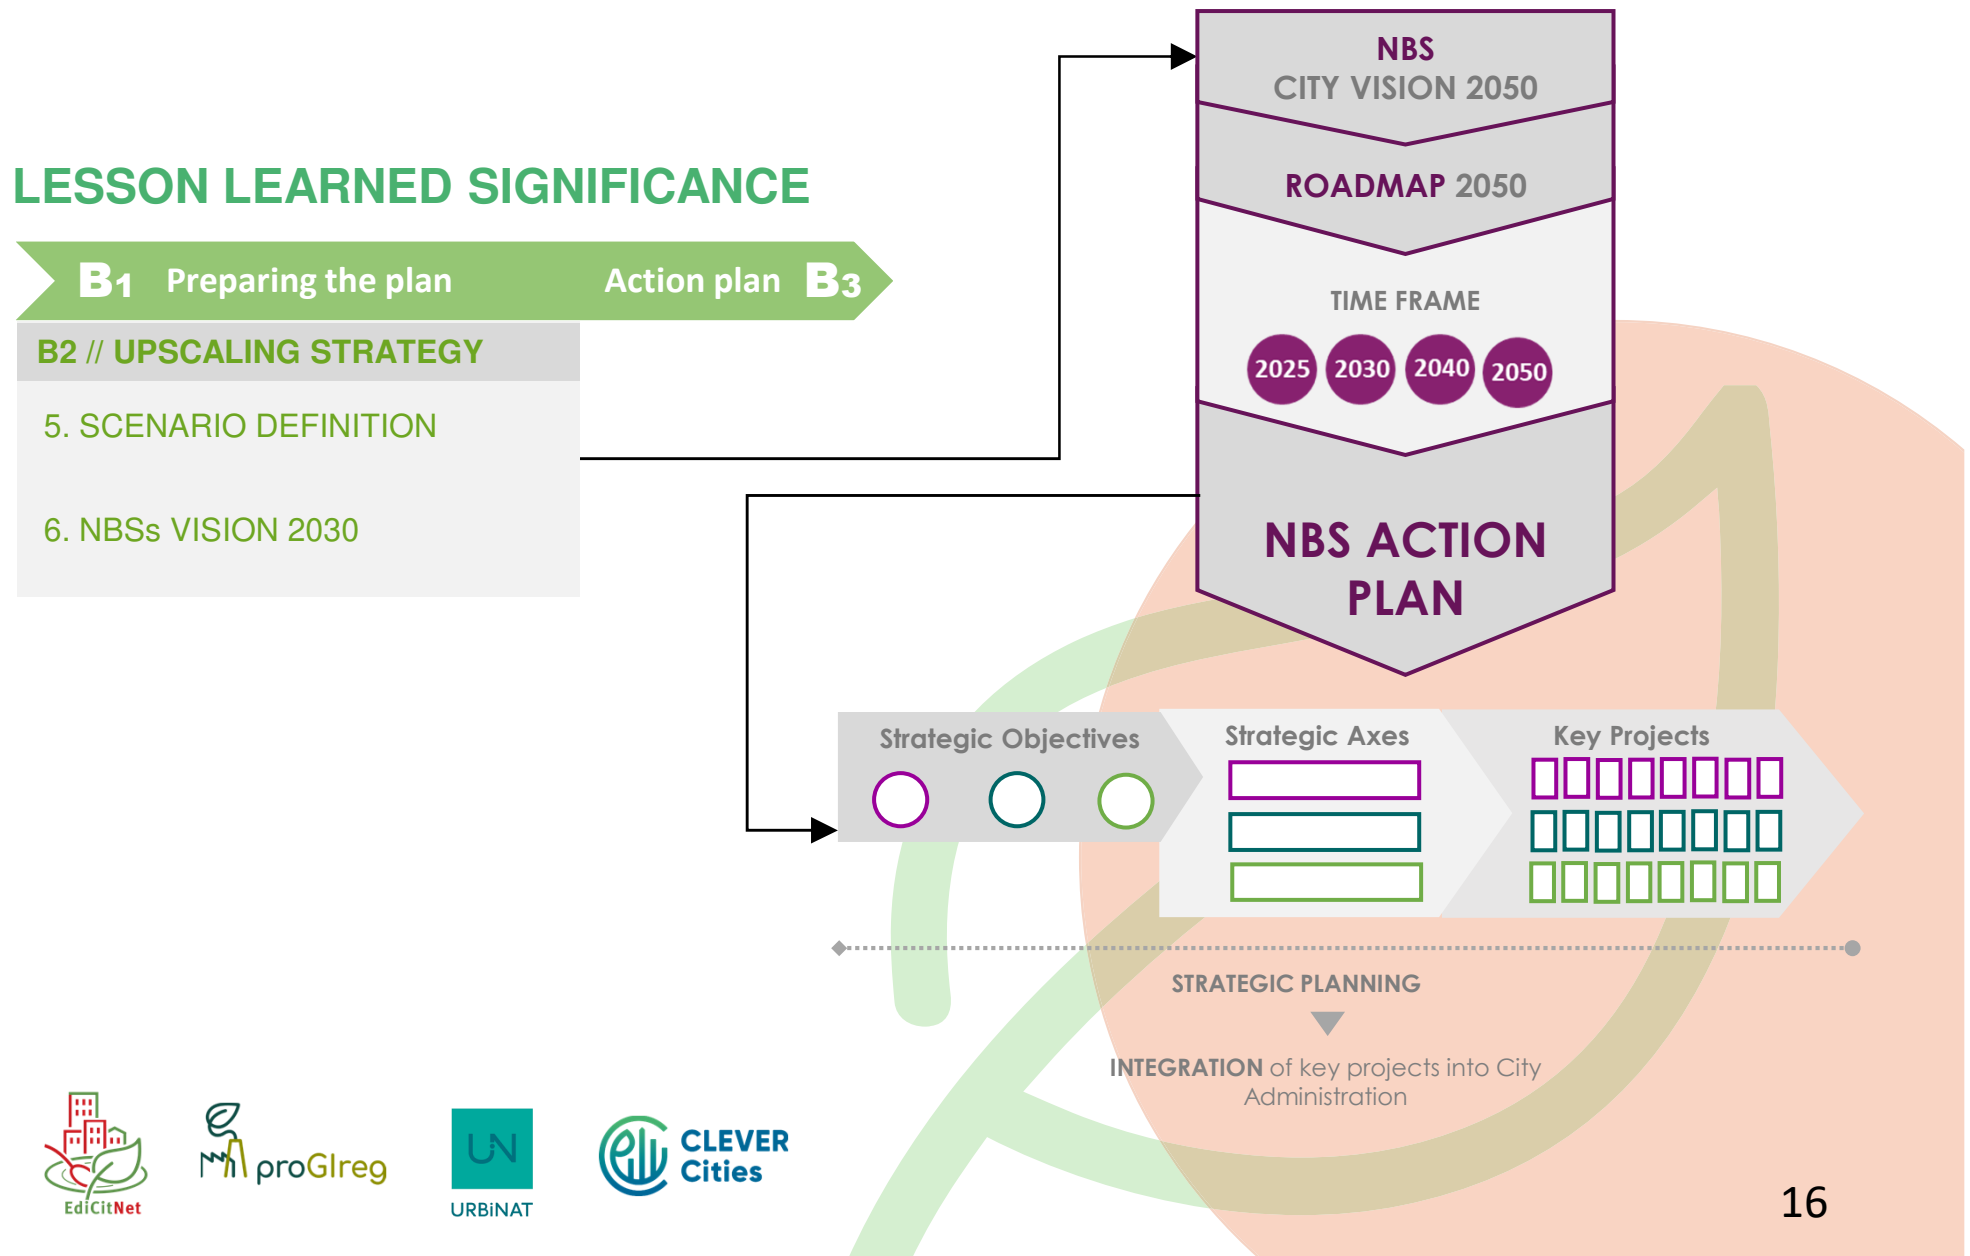 LESSON LEARNED SIGNIFICANCE
B1 Preparing the plan Action plan B3
B2 // UPSCALING STRATEGY
5. SCENARIO DEFINITION
6. NBSs VISION 2030
NBS
CITY VISION 2050
ROADMAP 2050
TIME FRAME
2025 2030 2040 2050
NBS ACTION
PLAN
Strategic Objectives Strategic Axes Key Projects
STRATEGIC PLANNING
INTEGRATION of key projects into City
Administration
EdiCitNet
proGIreg
UN
URBiNAT
CLEVER
Cities
16